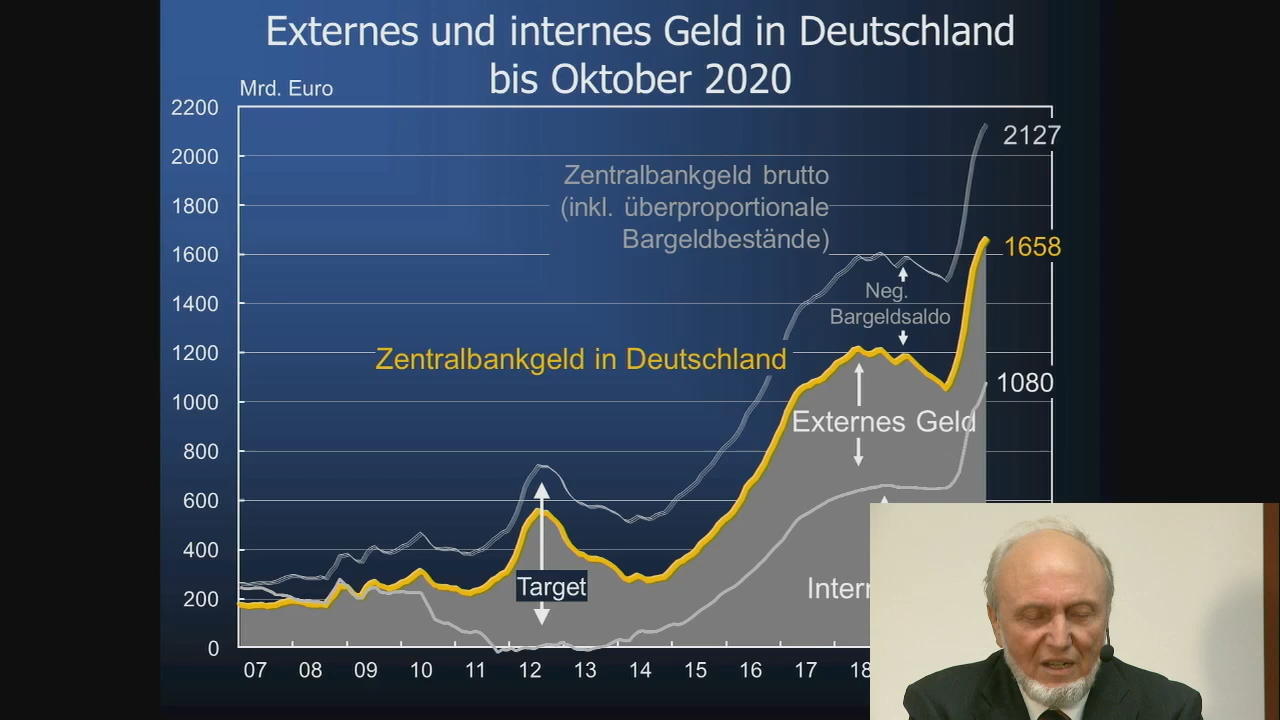 Externes und internes Geld in Deutschland
bis Oktober 2020
Mrd. Euro
2200
2000
1800
1600
1400
1200
1000
800
600
400
200
0
2127
Zentralbankgeld brutto
(inkl. überproportionale
Bargeldbestände)
1658
Neg.
Bargeldsaldo
Zentralbankgeld in Deutschland
1080
Externes Geld
Target
07 08 09 10 11 12 13 14 15 16 17